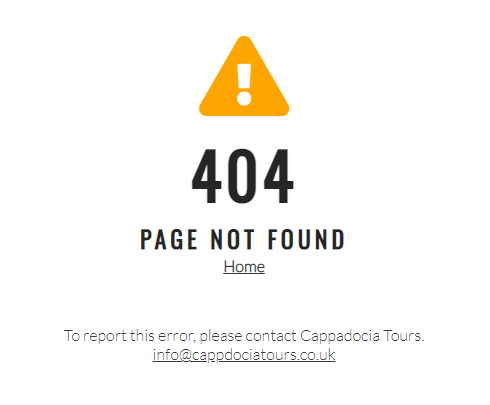 404
PAGE NOT FOUND
Home
To report this error, please contact Cappadocia Tours.
info@cappdociatours.co.uk